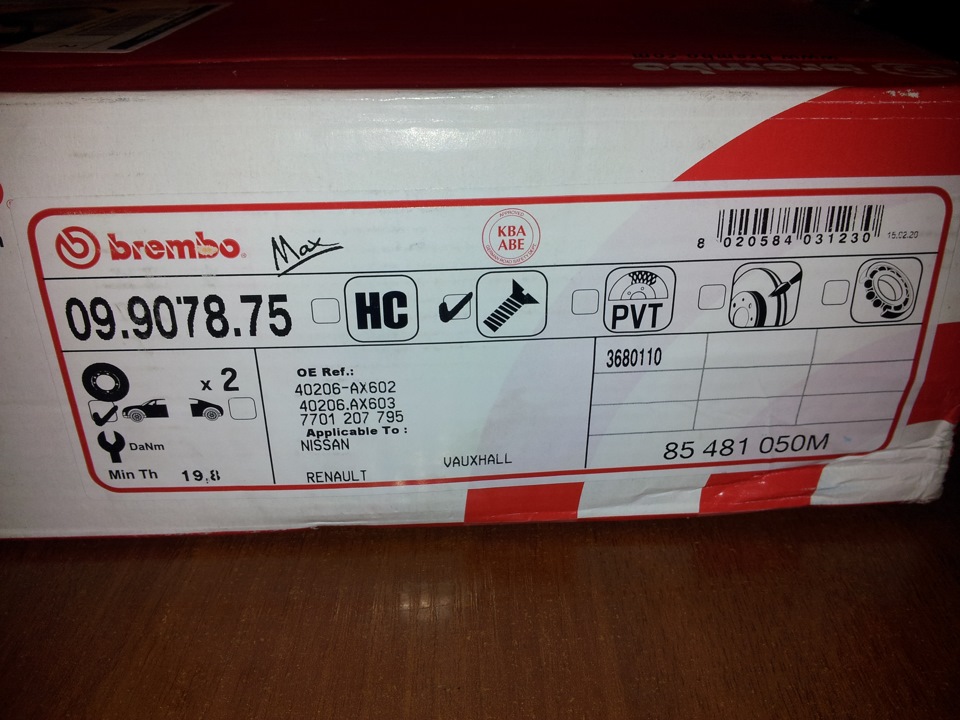 brembo
brembo
Max
APPROVED
KBA
ABE
8 020584 031230
15.02.20
09.9078.75
HC
PVT
x 2
DaNm
Min Th 19,8
OE Ref.:
40206-AX602
40206.AX603
7701 207 795
Applicable To :
NISSAN
VAUXHALL
RENAULT
3680110
85 481 050M